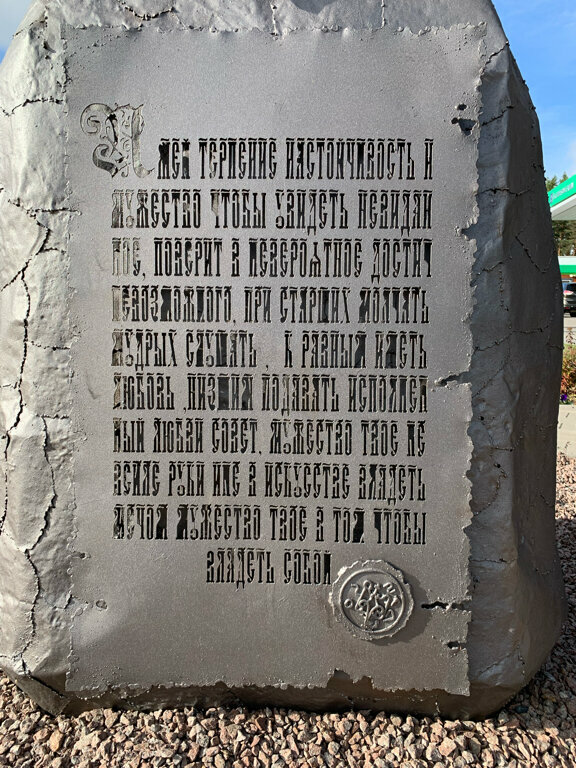 Имей терпение настойчивость и
мужество чтобы увидеть невидан
ное, поверит в невероятное достич
невозможного, при старших молчать
мудрых слушать, к равным иметь
любовь, низшим подавать исполнен
ный любви совет, мужество твое не
в силе руки и не в искусстве владеть
мечом мужество твое в том чтобы
владеть собой